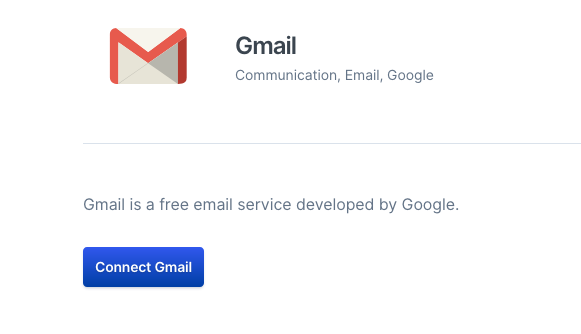 Gmail
Communication, Email, Google
Gmail is a free email service developed by Google.
Connect Gmail